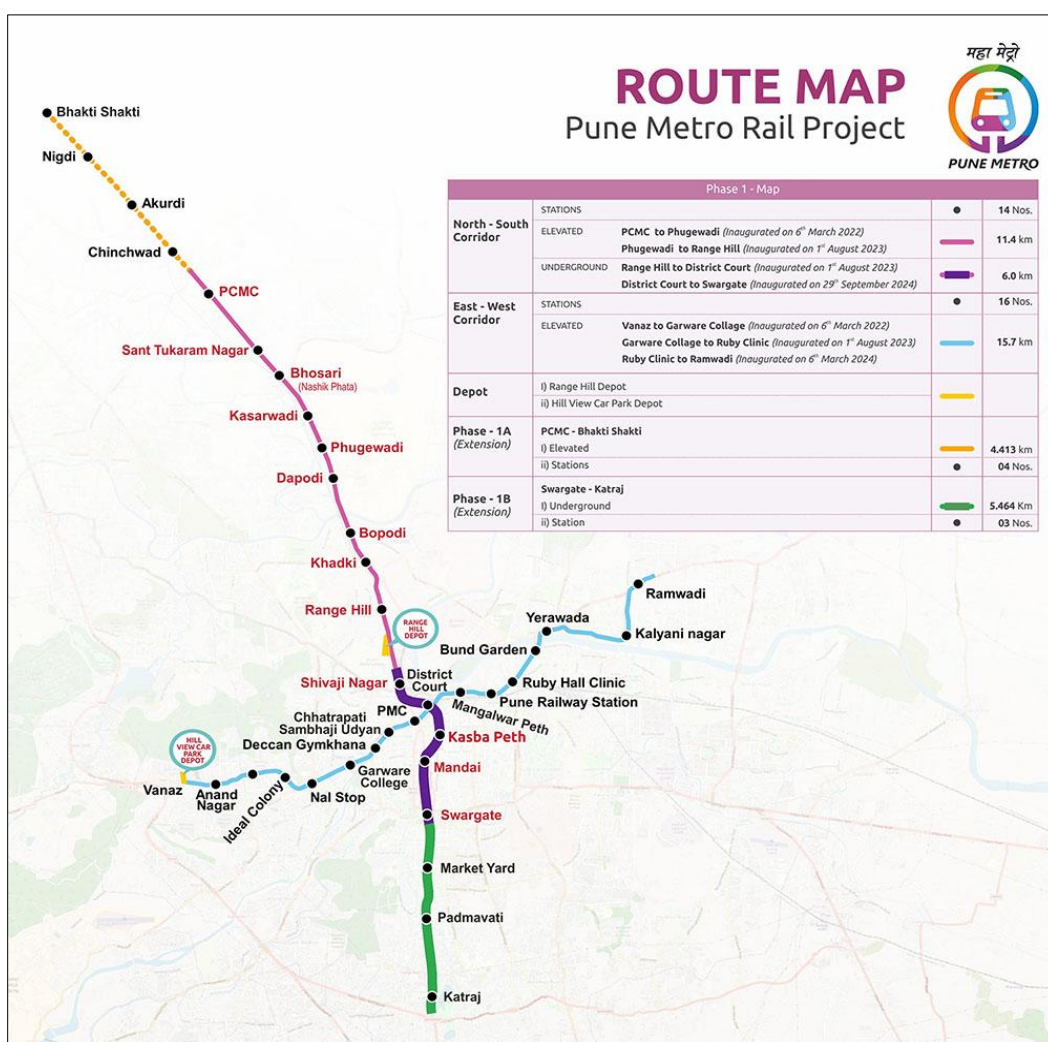 महा मेट्रो
PUNE METRO
ROUTE MAP
Pune Metro Rail Project
Phase 1 - Map
North - South
Corridor
STATIONS
14 Nos.
ELEVATED
PCMC to Phugewadi (Inaugurated on 6th March 2022)
Phugewadi to Range Hill (Inaugurated on 1st August 2023)
11.4 km
UNDERGROUND
Range Hill to District Court (Inaugurated on 1st August 2023)
District Court to Swargate (Inaugurated on 29th September 2024)
6.0 km
East - West
Corridor
STATIONS
16 Nos.
ELEVATED
Vanaz to Garware Collage (Inaugurated on 6th March 2022)
Garware Collage to Ruby Clinic (Inaugurated on 1st August 2023)
Ruby Clinic to Ramwadi (Inaugurated on 6th March 2024)
15.7 km
Depot
I) Range Hill Depot
ii) Hill View Car Park Depot
Phase - 1A
(Extension)
PCMC - Bhakti Shakti
I) Elevated
4.413 km
ii) Stations
04 Nos.
Phase - 1B
(Extension)
Swargate - Katraj
I) Underground
5.464 Km
ii) Station
03 Nos.
Bhakti Shakti
Nigdi
Akurdi
Chinchwad
PCMC
Sant Tukaram Nagar
Bhosari
(Nashik Phata)
Kasarwadi
Phugewadi
Dapodi
Bopodi
Khadki
Range Hill
RANGE
HILL
DEPOT
Shivaji Nagar
District
Court
Ramwadi
Kalyani nagar
Yerawada
Bund Garden
Ruby Hall Clinic
Pune Railway Station
Mangalwar Peth
PMC
Chhatrapati
Sambhaji Udyan
Deccan Gymkhana
Garware
College
Nal Stop
Ideal Colony
Anand
Nagar
Vanaz
HILL
VIEW CAR
PARK
DEPOT
Kasba Peth
Mandai
Swargate
Market Yard
Padmavati
Katraj